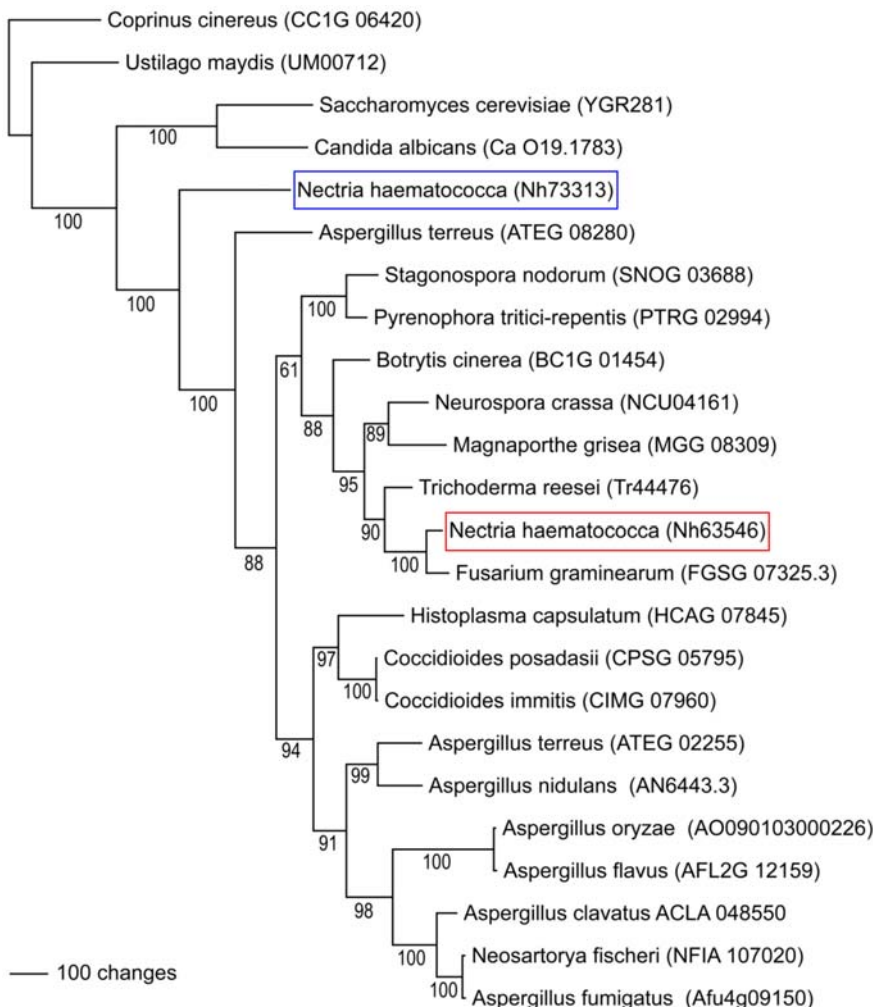 Coprinus cinereus (CC1G 06420)
Ustilago maydis (UM00712)
Saccharomyces cerevisiae (YGR281)
100
Candida albicans (Ca O19.1783)
Nectria haematococca (Nh73313)
100
Aspergillus terreus (ATEG 08280)
Stagonospora nodorum (SNOG 03688)
100
100
Pyrenophora tritici-repentis (PTRG 02994)
61
Botrytis cinerea (BC1G 01454)
100
Neurospora crassa (NCU04161)
88
89
Magnaporthe grisea (MGG 08309)
95
Trichoderma reesei (Tr44476)
90
Nectria haematococca (Nh63546)
88
100
Fusarium graminearum (FGSG 07325.3)
Histoplasma capsulatum (HCAG 07845)
97
Coccidioides posadasii (CPSG 05795)
100
Coccidioides immitis (CIMG 07960)
94
Aspergillus terreus (ATEG 02255)
99
Aspergillus nidulans (AN6443.3)
Aspergillus oryzae (AO090103000226)
91
100
Aspergillus flavus (AFL2G 12159)
98
Aspergillus clavatus ACLA 048550
100
Neosartorya fischeri (NFIA 107020)
100 changes
100
Aspergillus fumigatus (Afu4g09150)